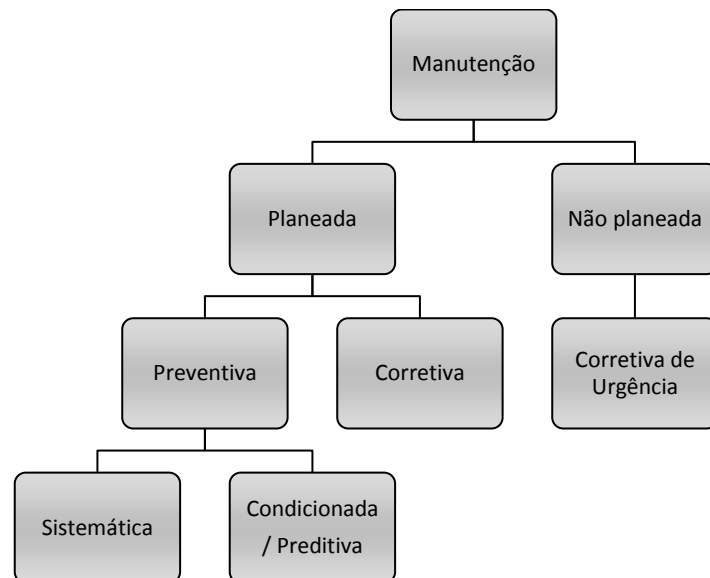 Manutenção
Planeada
Não planeada
Preventiva
Corretiva
Corretiva de
Urgência
Sistemática
Condicionada
/ Preditiva